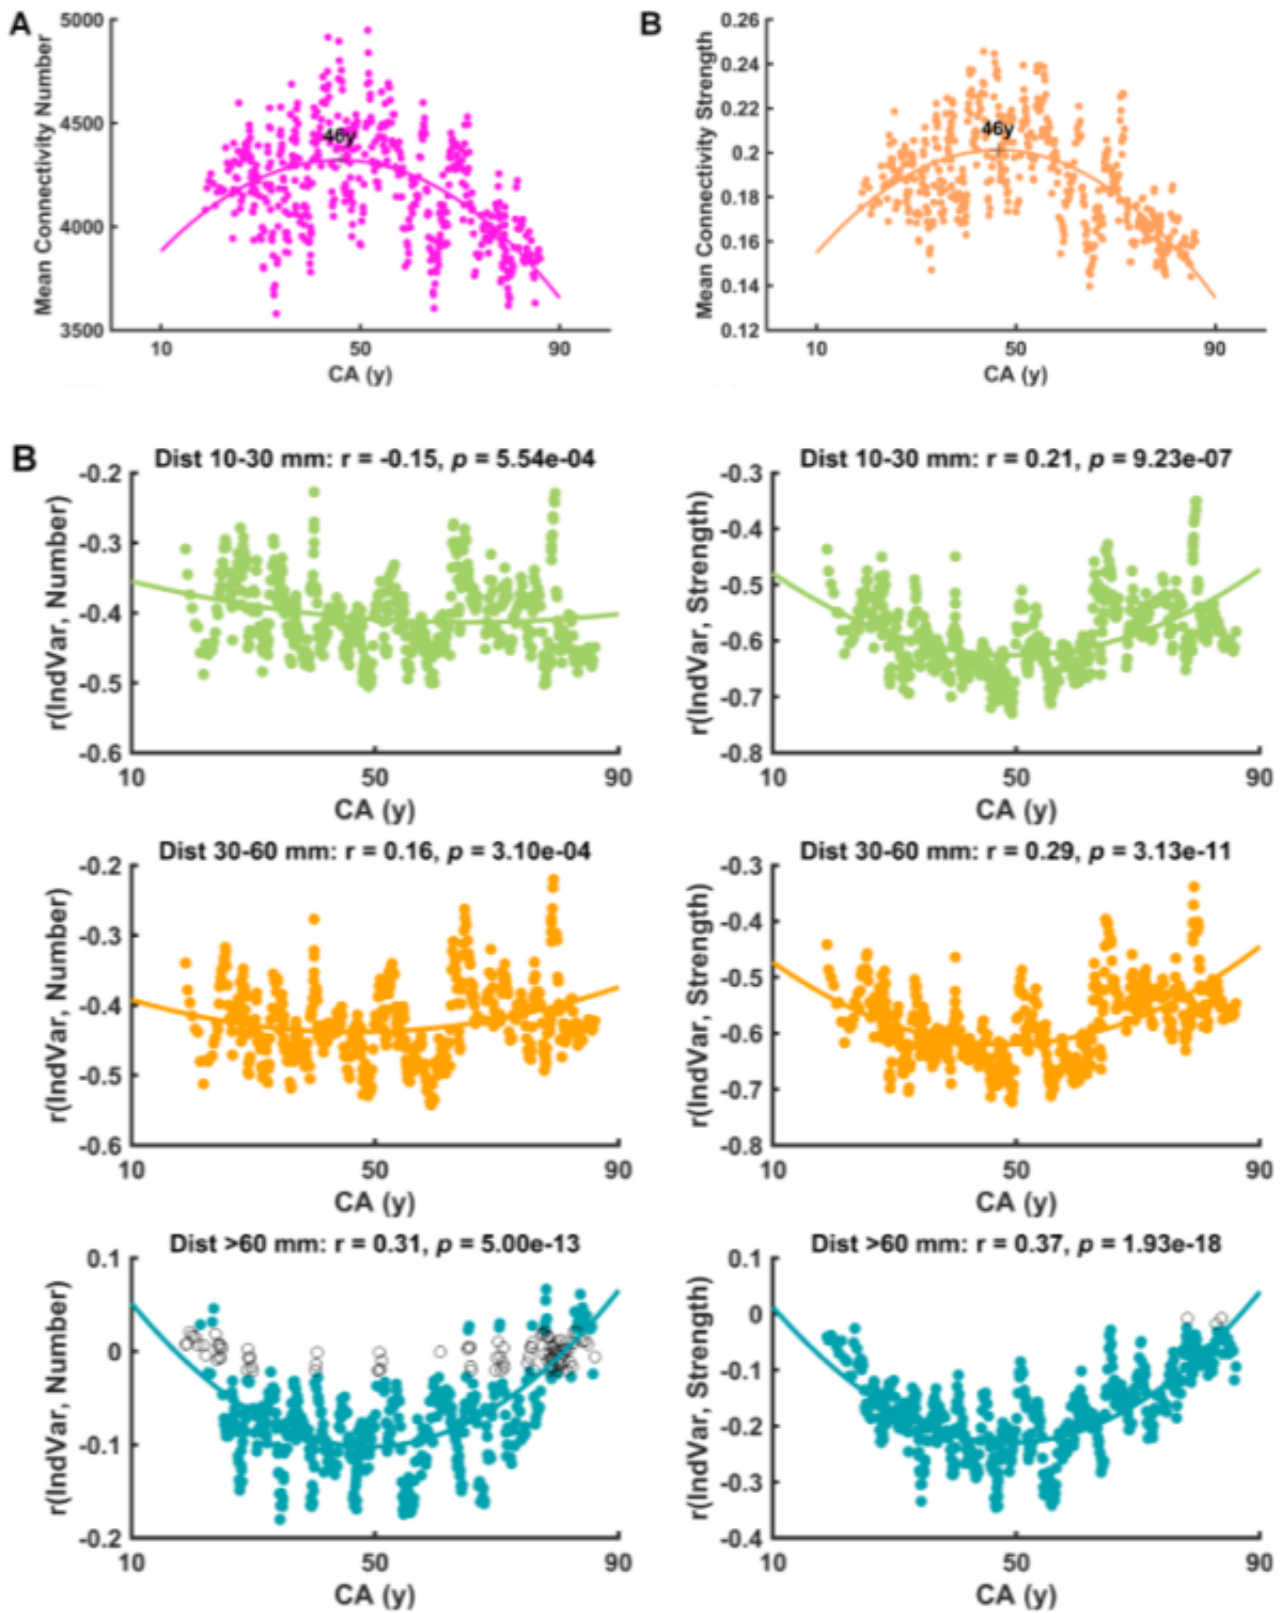 A
B
5000
4500
4000
3500
Mean Connectivity Number
46y
10
50
90
CA (y)
0.26
0.24
0.22
0.2
0.18
0.16
0.14
0.12
Mean Connectivity Strength
46y
10
50
90
CA (y)
B
Dist 10-30 mm: r = -0.15, p = 5.54e-04
-0.2
-0.3
-0.4
-0.5
-0.6
r(IndVar, Number)
10
50
90
CA (y)
Dist 10-30 mm: r = 0.21, p = 9.23e-07
-0.3
-0.4
-0.5
-0.6
-0.7
-0.8
r(IndVar, Strength)
10
50
90
CA (y)
Dist 30-60 mm: r = 0.16, p = 3.10e-04
-0.2
-0.3
-0.4
-0.5
-0.6
r(IndVar, Number)
10
50
90
CA (y)
Dist 30-60 mm: r = 0.29, p = 3.13e-11
-0.3
-0.4
-0.5
-0.6
-0.7
-0.8
r(IndVar, Strength)
10
50
90
CA (y)
Dist >60 mm: r = 0.31, p = 5.00e-13
0.1
0
-0.1
-0.2
r(IndVar, Number)
10
50
90
CA (y)
Dist >60 mm: r = 0.37, p = 1.93e-18
0.1
0
-0.1
-0.2
-0.3
-0.4
r(IndVar, Strength)
10
50
90
CA (y)